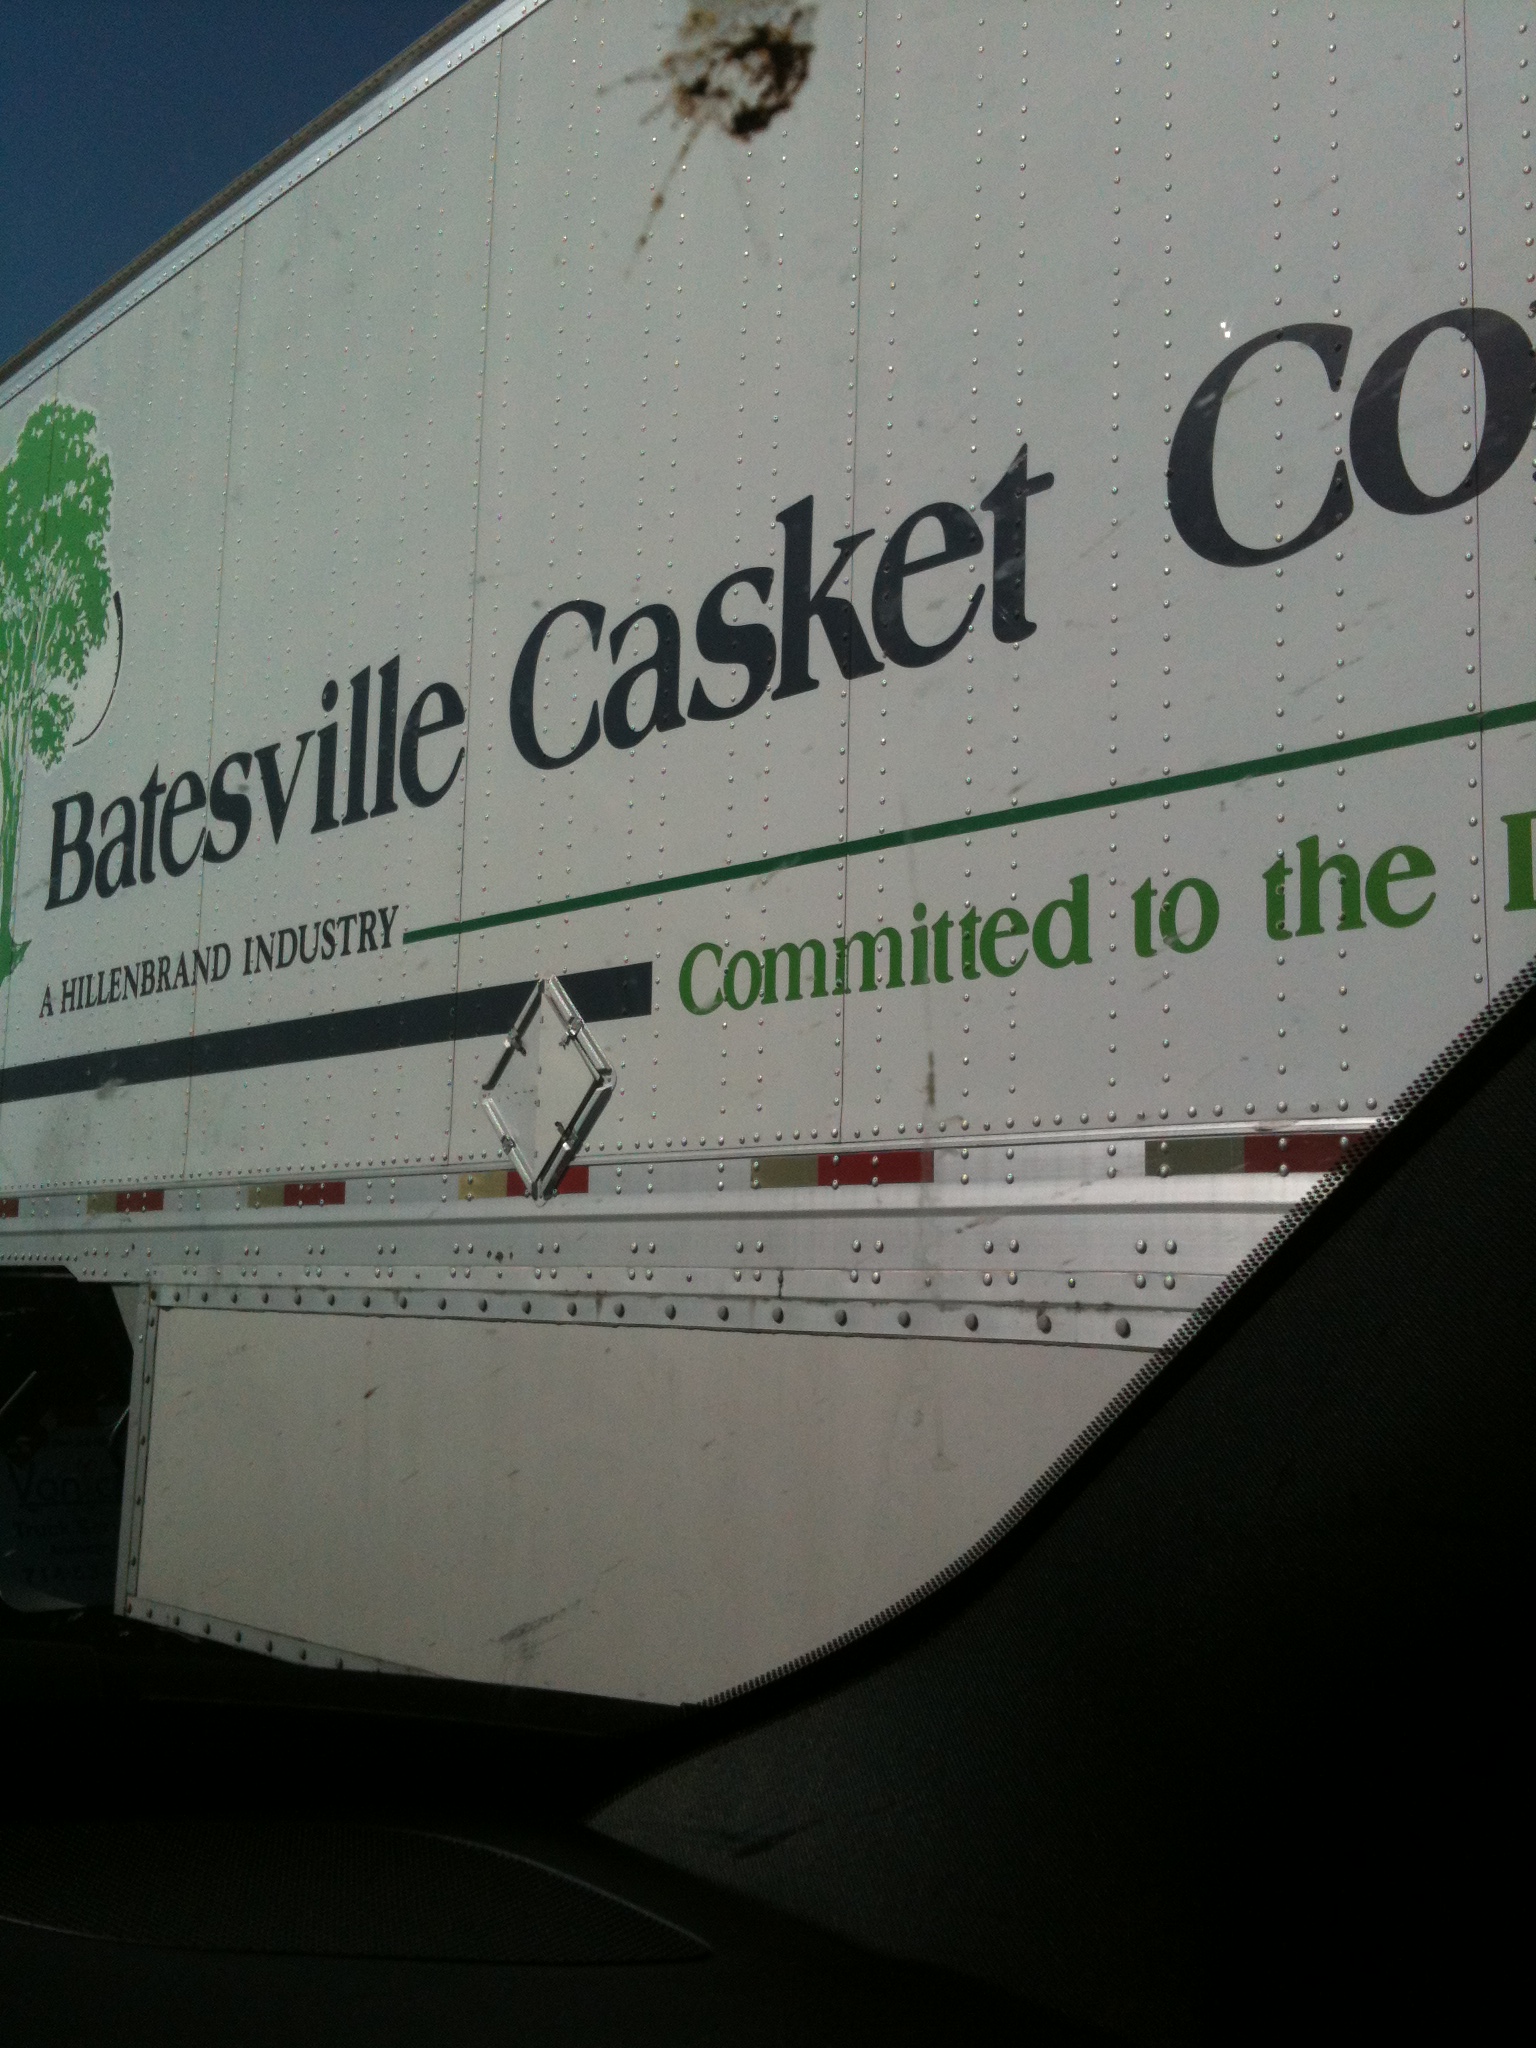 Batesville Casket Co
A HILLENBRAND INDUSTRY
Committed to the